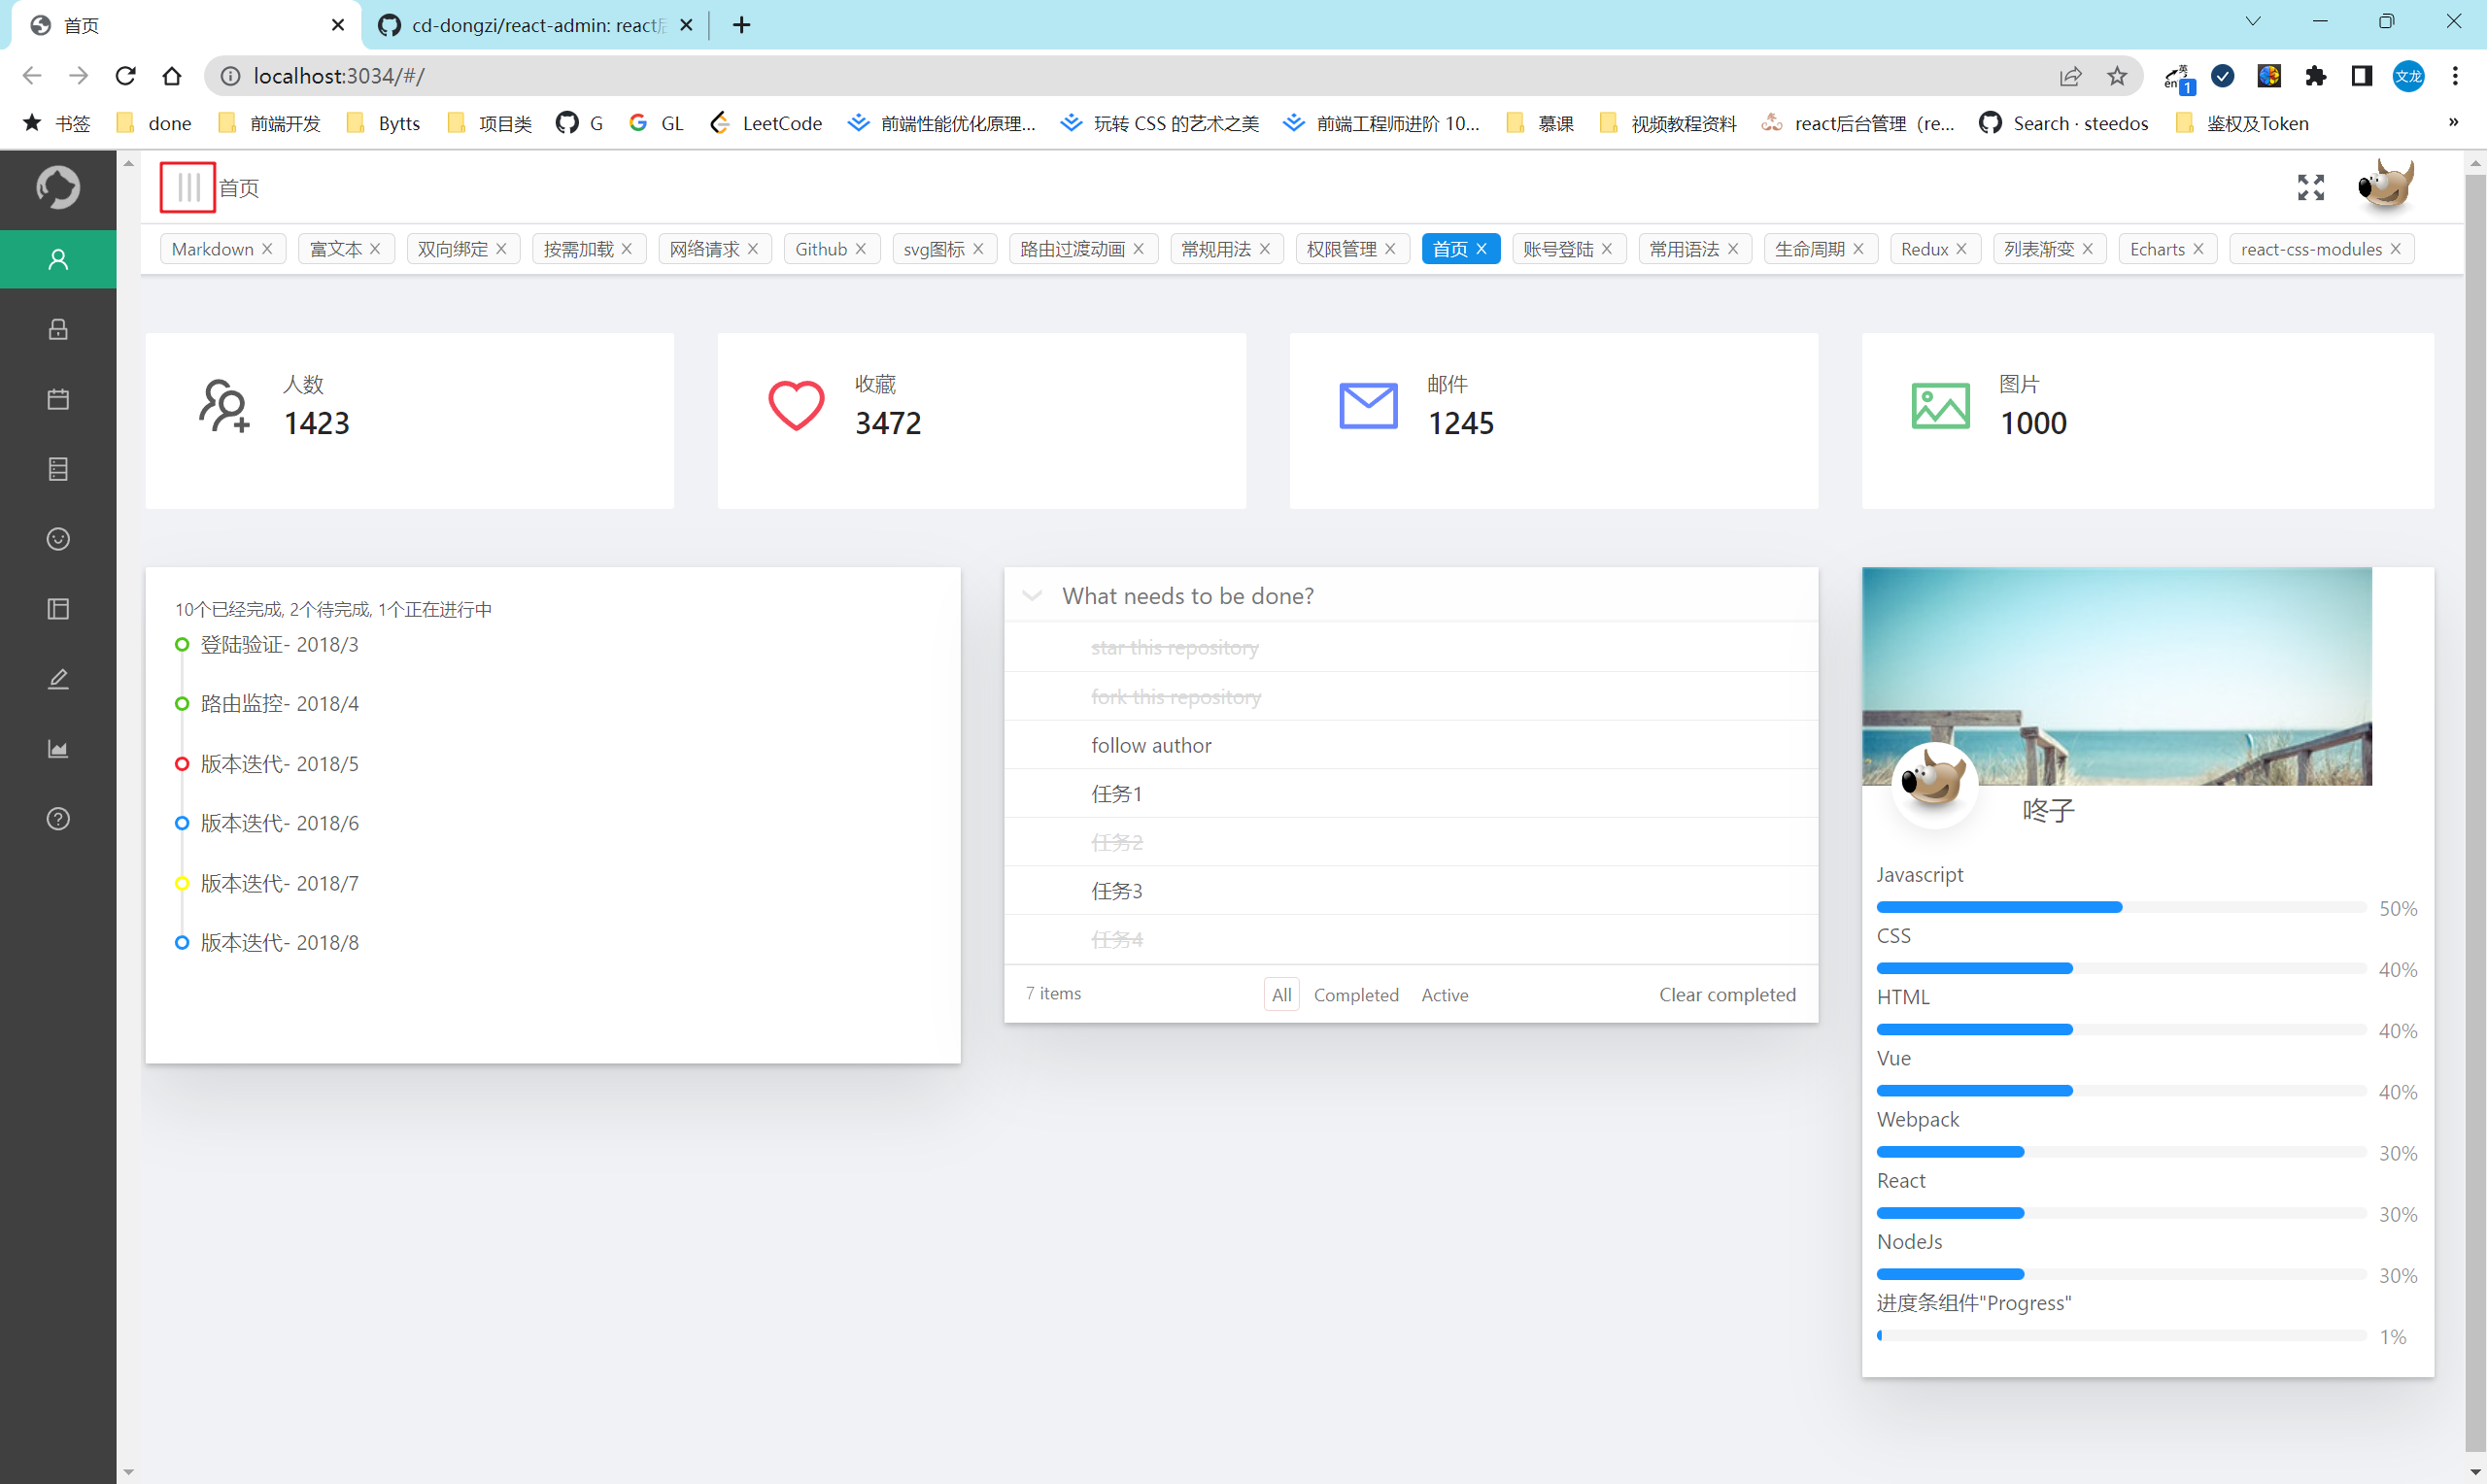 首页
cd-dongzi/react-admin: react后
localhost:3034/#/
英
en
1
文龙
书签
done
前端开发
Bytts
项目类
G
GL
LeetCode
前端性能优化原理...
玩转 CSS 的艺术之美
前端工程师进阶 10...
慕课
视频教程资料
react后台管理（re...
Search · steedos
鉴权及Token
»
首页
Markdown
富文本
双向绑定
按需加载
网络请求
Github
svg图标
路由过渡动画
常规用法
权限管理
首页
账号登陆
常用语法
生命周期
Redux
列表渐变
Echarts
react-css-modules
人数
1423
收藏
3472
邮件
1245
图片
1000
10个已经完成, 2个待完成, 1个正在进行中
登陆验证- 2018/3
路由监控- 2018/4
版本迭代- 2018/5
版本迭代- 2018/6
版本迭代- 2018/7
版本迭代- 2018/8
What needs to be done?
star this repository
fork this repository
follow author
任务1
任务2
任务3
任务4
7 items
All
Completed
Active
Clear completed
咚子
Javascript
50%
CSS
40%
HTML
40%
Vue
40%
Webpack
30%
React
30%
NodeJs
30%
进度条组件"Progress"
1%